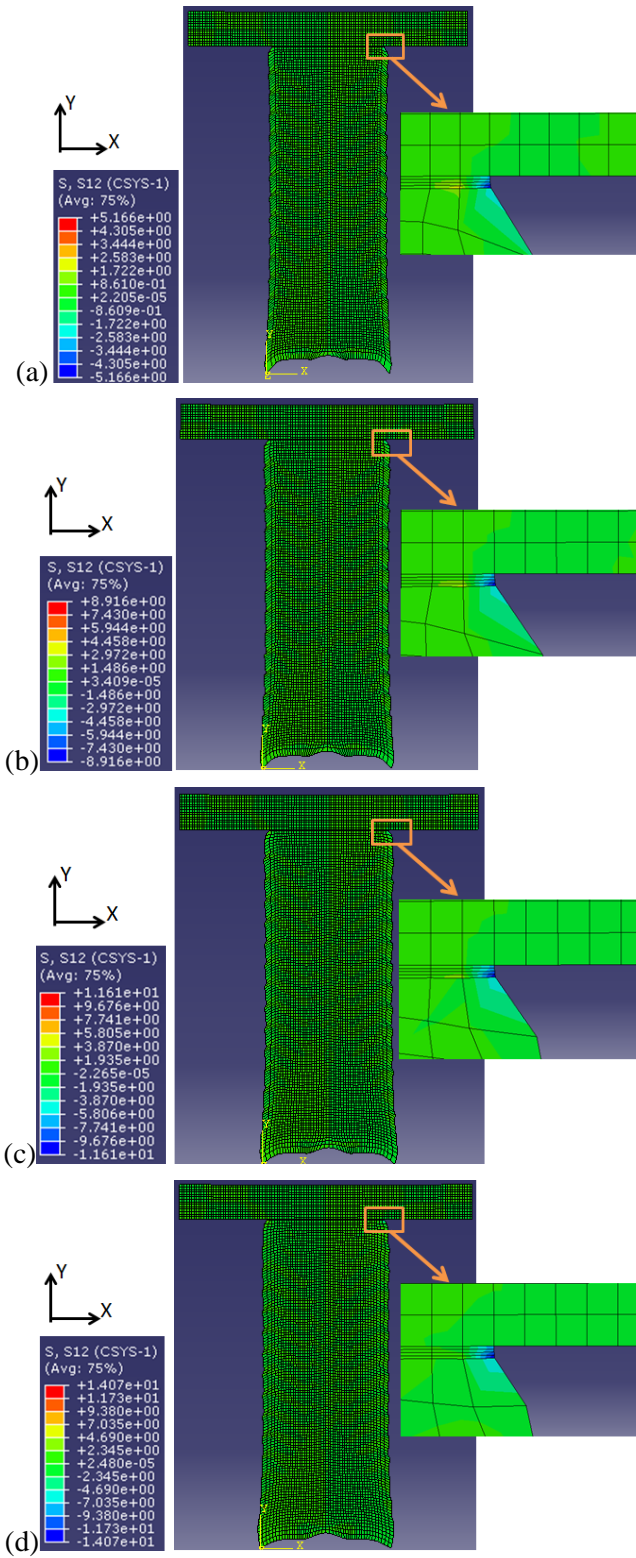 Y
X
S, S12 (CSYS-1)
(Avg: 75%)
+5.166e+00
+4.305e+00
+3.444e+00
+2.583e+00
+1.722e+00
+8.610e-01
+2.205e-05
-8.609e-01
-1.722e+00
-2.583e+00
-3.444e+00
-4.305e+00
-5.166e+00
Y
X
(a)
Y
X
S, S12 (CSYS-1)
(Avg: 75%)
+8.916e+00
+7.430e+00
+5.944e+00
+4.458e+00
+2.972e+00
+1.486e+00
+3.409e-05
-1.486e+00
-2.972e+00
-4.458e+00
-5.944e+00
-7.430e+00
-8.916e+00
Y
X
(b)
Y
X
S, S12 (CSYS-1)
(Avg: 75%)
+1.161e+01
+9.676e+00
+7.741e+00
+5.805e+00
+3.870e+00
+1.935e+00
-2.265e-05
-1.935e+00
-3.870e+00
-5.806e+00
-7.741e+00
-9.676e+00
-1.161e+01
Y
X
(c)
Y
X
S, S12 (CSYS-1)
(Avg: 75%)
+1.407e+01
+1.173e+01
+9.380e+00
+7.035e+00
+4.690e+00
+2.345e+00
+2.480e-05
-2.345e+00
-4.690e+00
-7.035e+00
-9.380e+00
-1.173e+01
-1.407e+01
Y
X
(d)